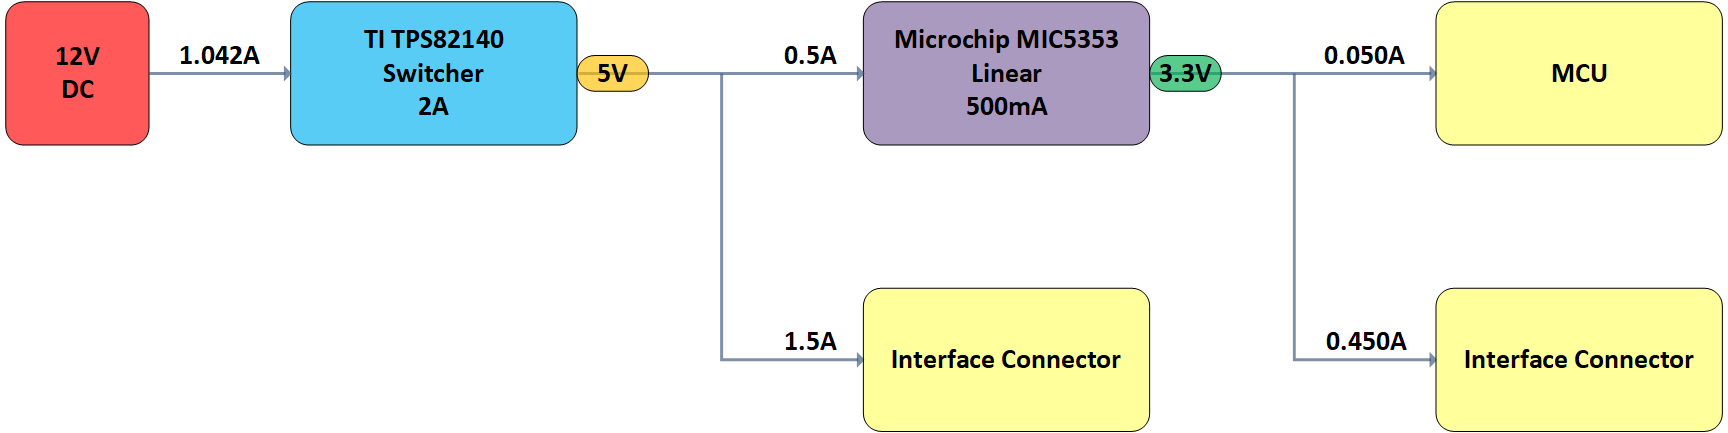 12V
DC
1.042A
TI TPS82140
Switcher
2A
5V
0.5A
Microchip MIC5353
Linear
500mA
3.3V
0.050A
MCU
1.5A
Interface Connector
0.450A
Interface Connector